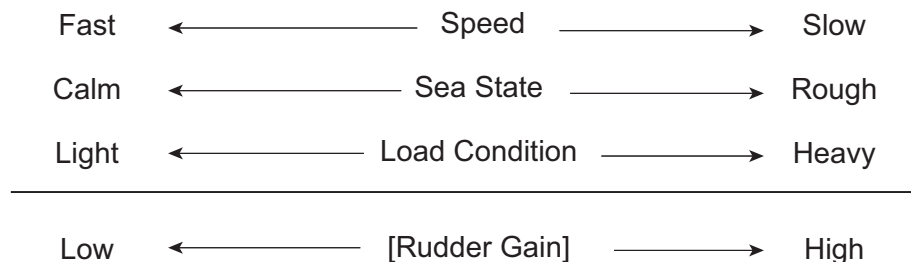 Fast Speed Slow
Calm Sea State Rough
Light Load Condition Heavy
Low [Rudder Gain] High